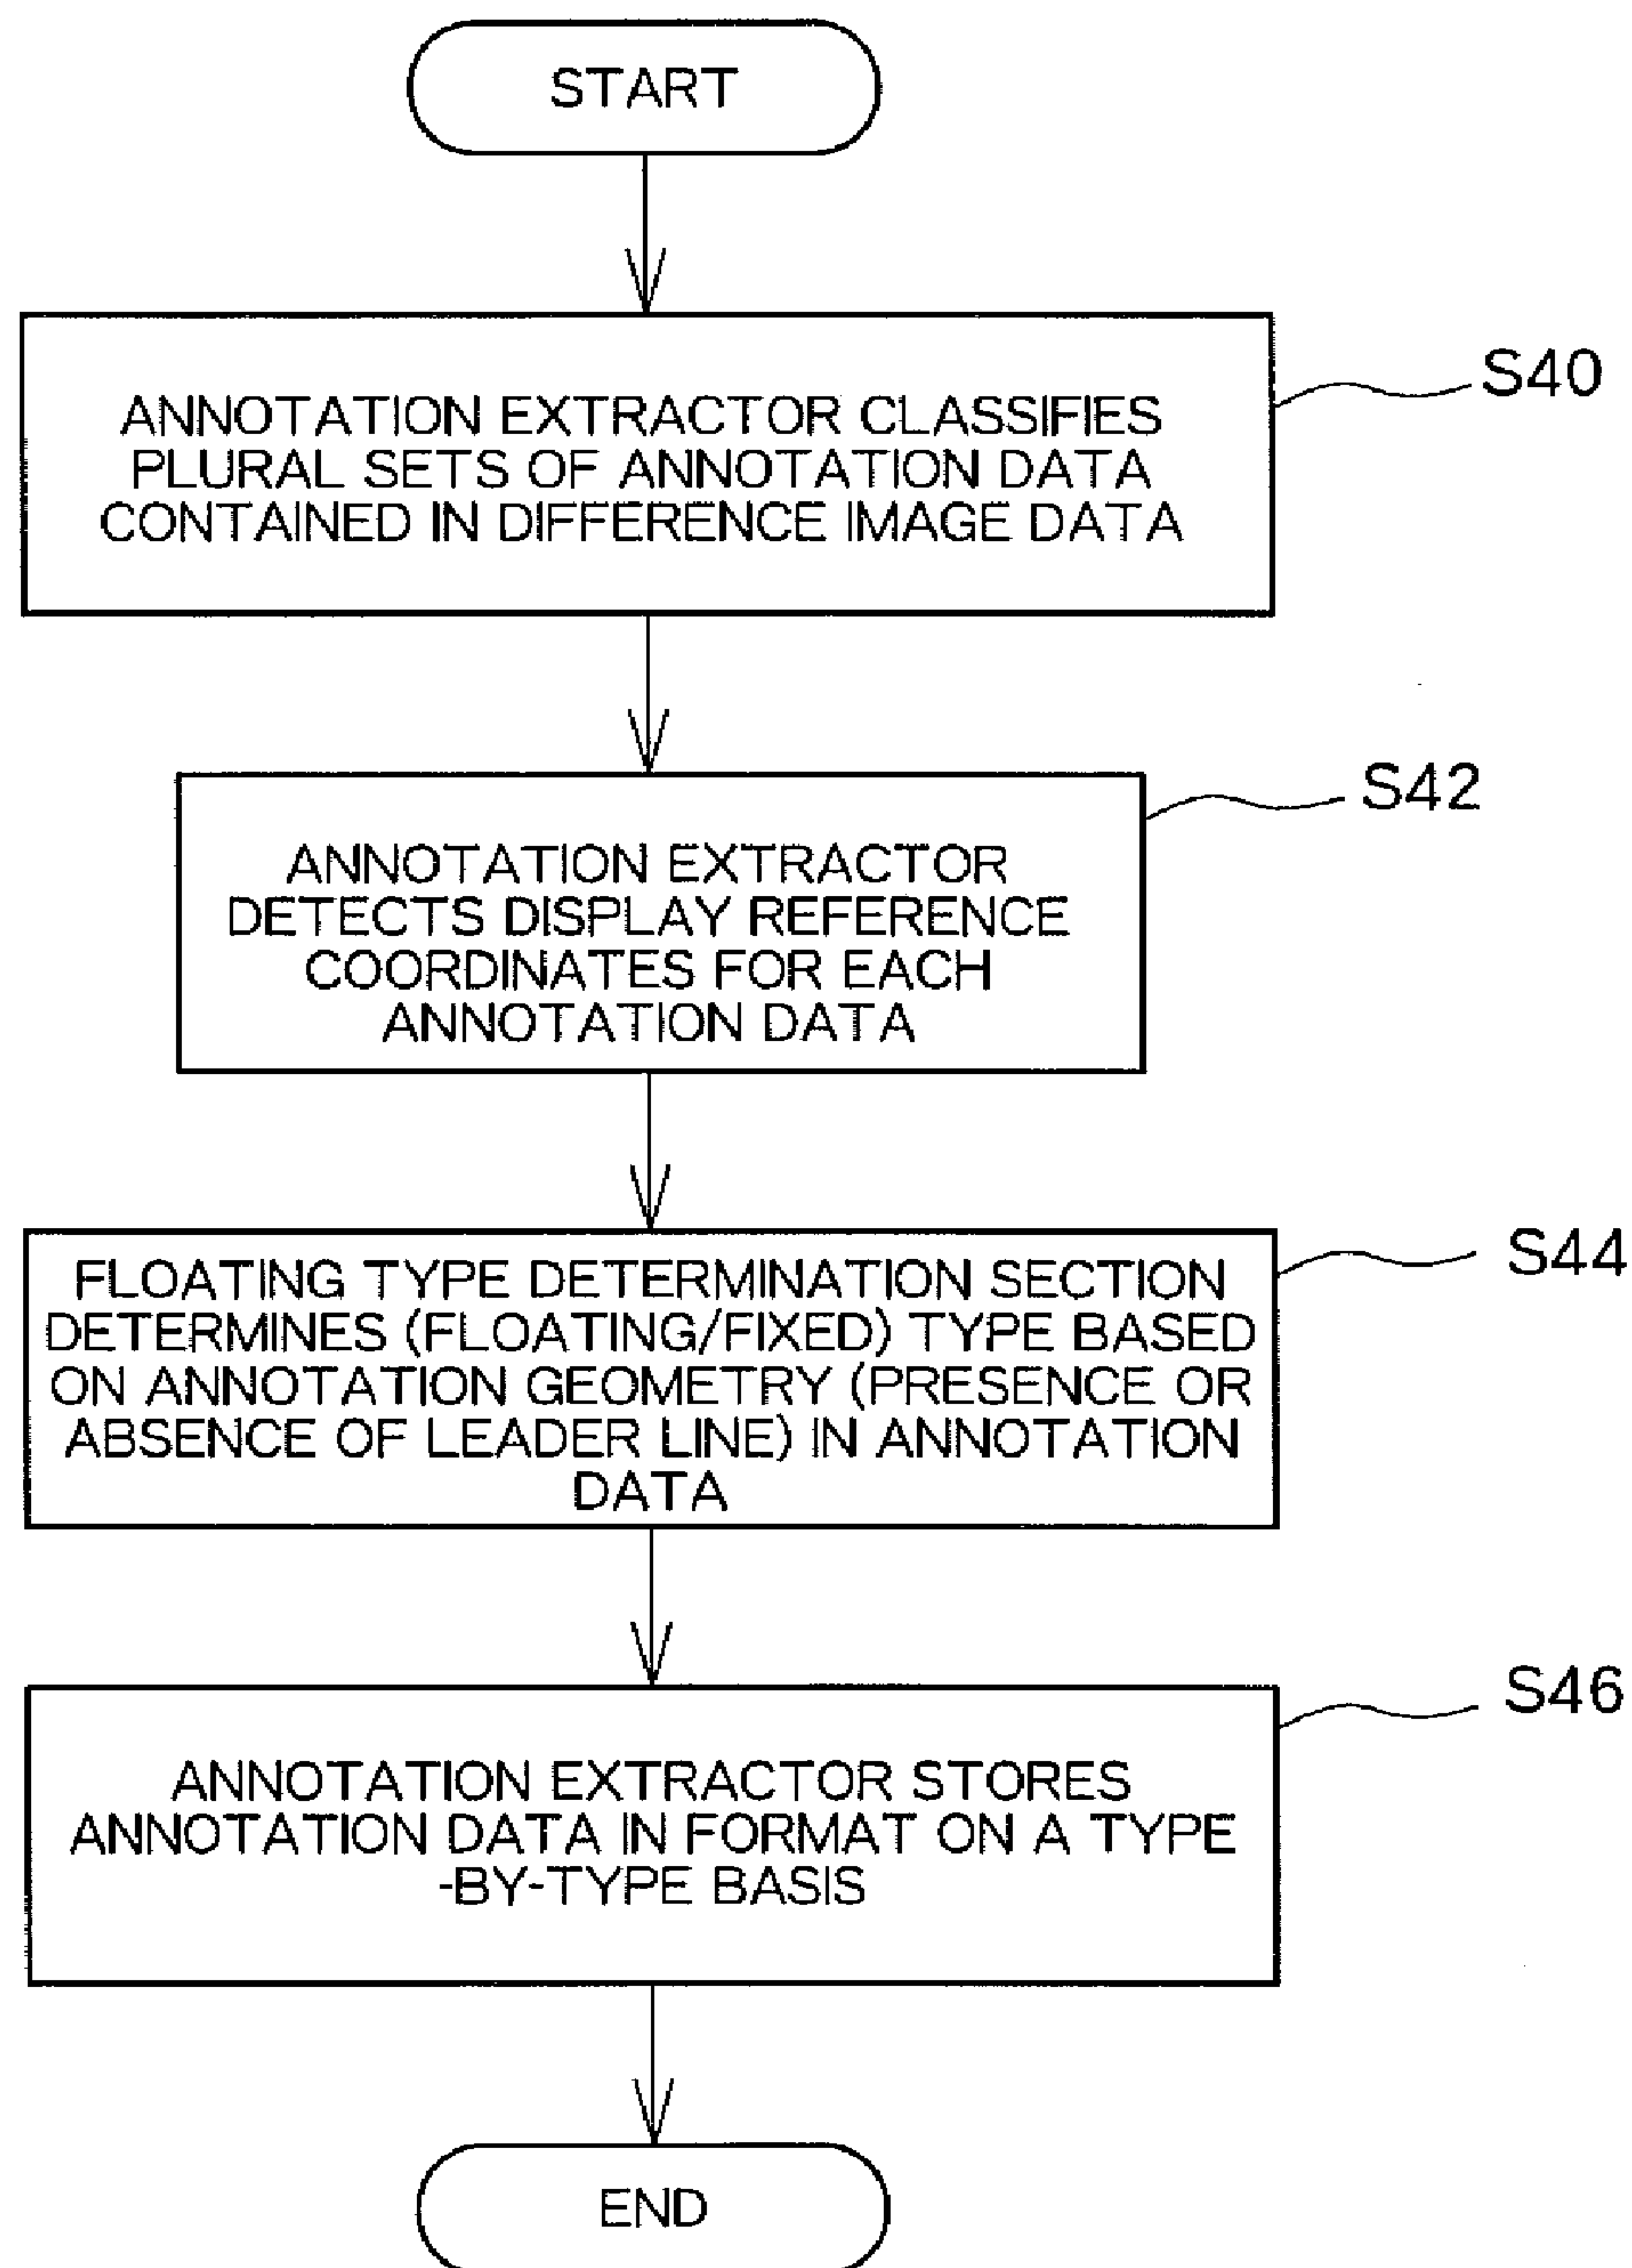 START
S40
ANNOTATION EXTRACTOR CLASSIFIES
PLURAL SETS OF ANNOTATION DATA
CONTAINED IN DIFFERENCE IMAGE DATA
S42
ANNOTATION EXTRACTOR
DETECTS DISPLAY REFERENCE
COORDINATES FOR EACH
ANNOTATION DATA
S44
FLOATING TYPE DETERMINATION SECTION
DETERMINES (FLOATING/FIXED) TYPE BASED
ON ANNOTATION GEOMETRY (PRESENCE OR
ABSENCE OF LEADER LINE) IN ANNOTATION
DATA
S46
ANNOTATION EXTRACTOR STORES
ANNOTATION DATA IN FORMAT ON A TYPE
-BY-TYPE BASIS
END